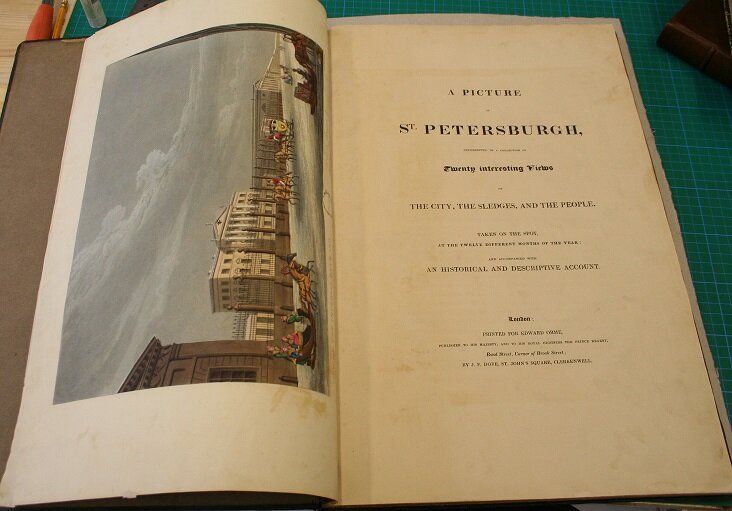 A PICTURE
OF
ST. PETERSBURGH,
REPRESENTED IN A COLLECTION OF
Twenty interesting Views
OF
THE CITY, THE SLEDGES, AND THE PEOPLE.
TAKEN ON THE SPOT,
AT THE TWELVE DIFFERENT MONTHS OF THE YEAR:
AND ACCOMPANIED WITH
AN HISTORICAL AND DESCRIPTIVE ACCOUNT.
London:
PRINTED FOR EDWARD ORME,
PUBLISHER TO HIS MAJESTY, AND TO HIS ROYAL HIGHNESS THE PRINCE REGENT,
Bond Street, Corner of Brook Street;
BY J. F. DOVE, ST. JOHN'S SQUARE, CLERKENWELL.